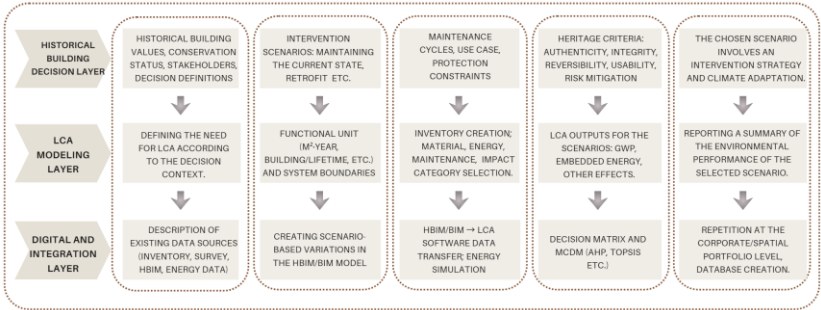 HISTORICAL
BUILDING
DECISION LAYER
HISTORICAL BUILDING
VALUES, CONSERVATION
STATUS, STAKEHOLDERS,
DECISION DEFINITIONS
INTERVENTION
SCENARIOS: MAINTAINING
THE CURRENT STATE,
RETROFIT ETC.
MAINTENANCE
CYCLES, USE CASE,
PROTECTION
CONSTRAINTS
HERITAGE CRITERIA:
AUTHENTICITY, INTEGRITY,
REVERSIBILITY, USABILITY,
RISK MITIGATION
THE CHOSEN SCENARIO
INVOLVES AN
INTERVENTION STRATEGY
AND CLIMATE ADAPTATION.
LCA
MODELING
LAYER
DEFINING THE NEED
FOR LCA ACCORDING
TO THE DECISION
CONTEXT.
FUNCTIONAL UNIT
(M²-YEAR,
BUILDING/LIFETIME, ETC.)
AND SYSTEM BOUNDARIES
INVENTORY CREATION;
MATERIAL, ENERGY,
MAINTENANCE, IMPACT
CATEGORY SELECTION.
LCA OUTPUTS FOR THE
SCENARIOS: GWP,
EMBEDDED ENERGY,
OTHER EFFECTS.
REPORTING A SUMMARY OF
THE ENVIRONMENTAL
PERFORMANCE OF THE
SELECTED SCENARIO.
DIGITAL AND
INTEGRATION
LAYER
DESCRIPTION OF
EXISTING DATA SOURCES
(INVENTORY, SURVEY,
HBIM, ENERGY DATA)
CREATING SCENARIO-
BASED VARIATIONS IN
THE HBIM/BIM MODEL
HBIM/BIM → LCA
SOFTWARE DATA
TRANSFER; ENERGY
SIMULATION
DECISION MATRIX AND
MCDM (AHP, TOPSIS
ETC.)
REPETITION AT THE
CORPORATE/SPATIAL
PORTFOLIO LEVEL,
DATABASE CREATION.